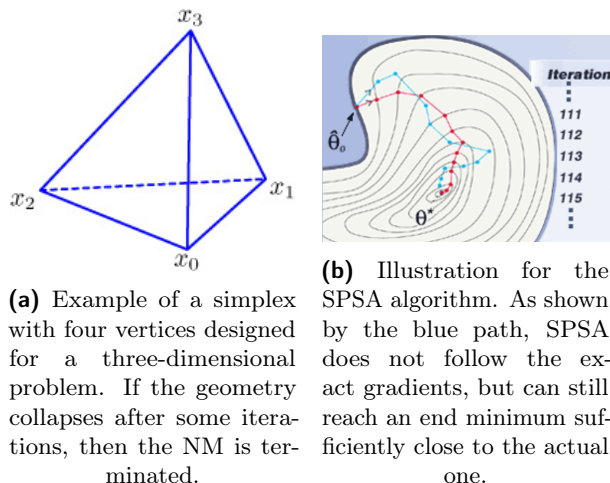 x₃
x₂
x₁
x₀
Iteration
111
112
113
114
115
θ̂₀
θ*
(a) Example of a simplex
with four vertices designed
for a three-dimensional
problem. If the geometry
collapses after some itera-
tions, then the NM is ter-
minated.
(b) Illustration for the
SPSA algorithm. As shown
by the blue path, SPSA
does not follow the ex-
act gradients, but can still
reach an end minimum suf-
ficiently close to the actual
one.